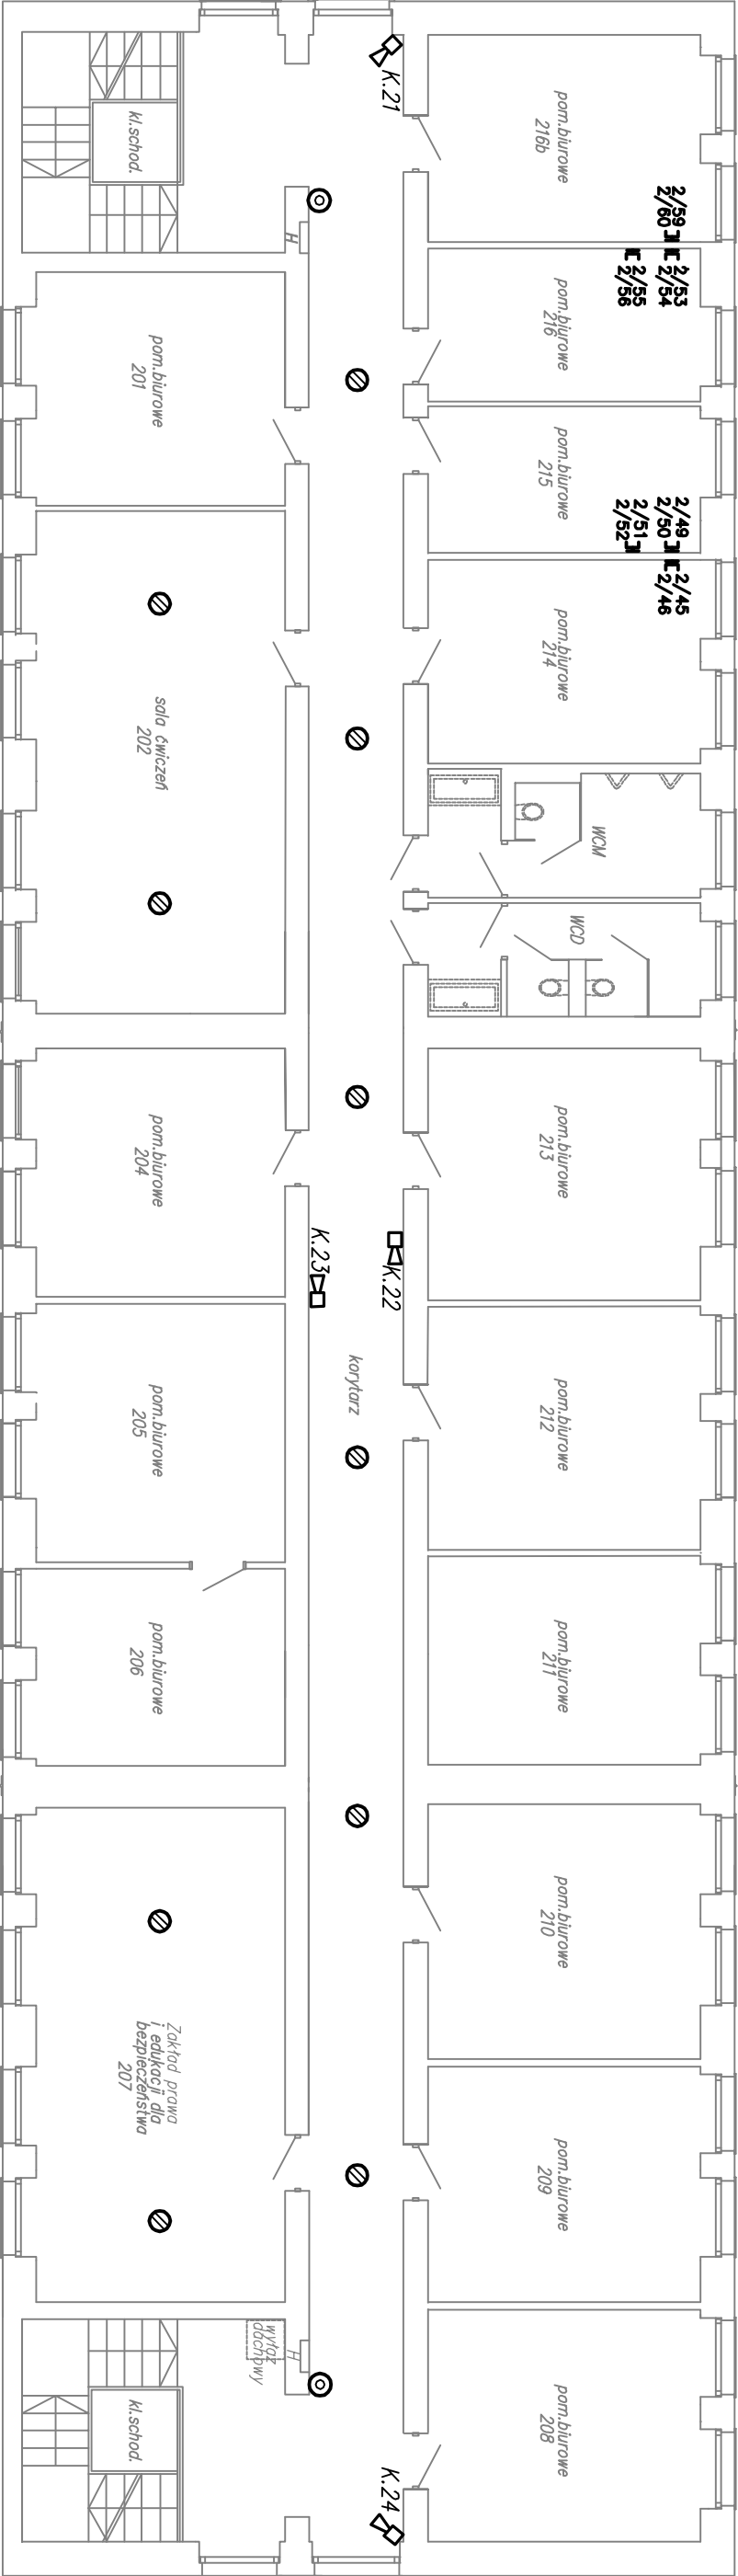 K.21
kl.schod.
pom.biurowe
216b
2/59
2/60
2/53
2/54
2/55
2/56
H
pom.biurowe
216
pom.biurowe
201
pom.biurowe
215
2/49
2/50
2/51
2/52
2/45
2/46
pom.biurowe
214
sala ćwiczeń
202
WCM
WCD
pom.biurowe
213
pom.biurowe
204
K.23
K.22
korytarz
pom.biurowe
212
pom.biurowe
205
pom.biurowe
211
pom.biurowe
206
pom.biurowe
210
Zakład prawa
i edukacji dla
bezpieczeństwa
207
pom.biurowe
209
wyłaz
dachowy
H
pom.biurowe
208
kl.schod.
K.24